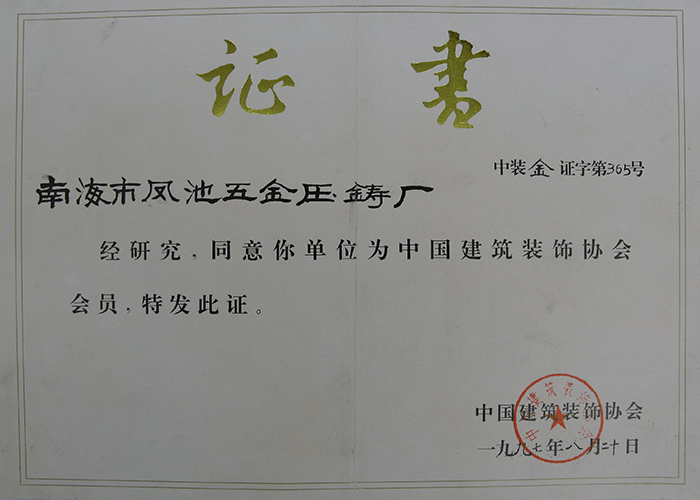 证書
中装金证字第365号
南海市凤池五金压鋳厂
经研究，同意你单位为中国建筑装饰协会
会员，特发此证。
中国建筑装饰协会
一九九七年八月二十日